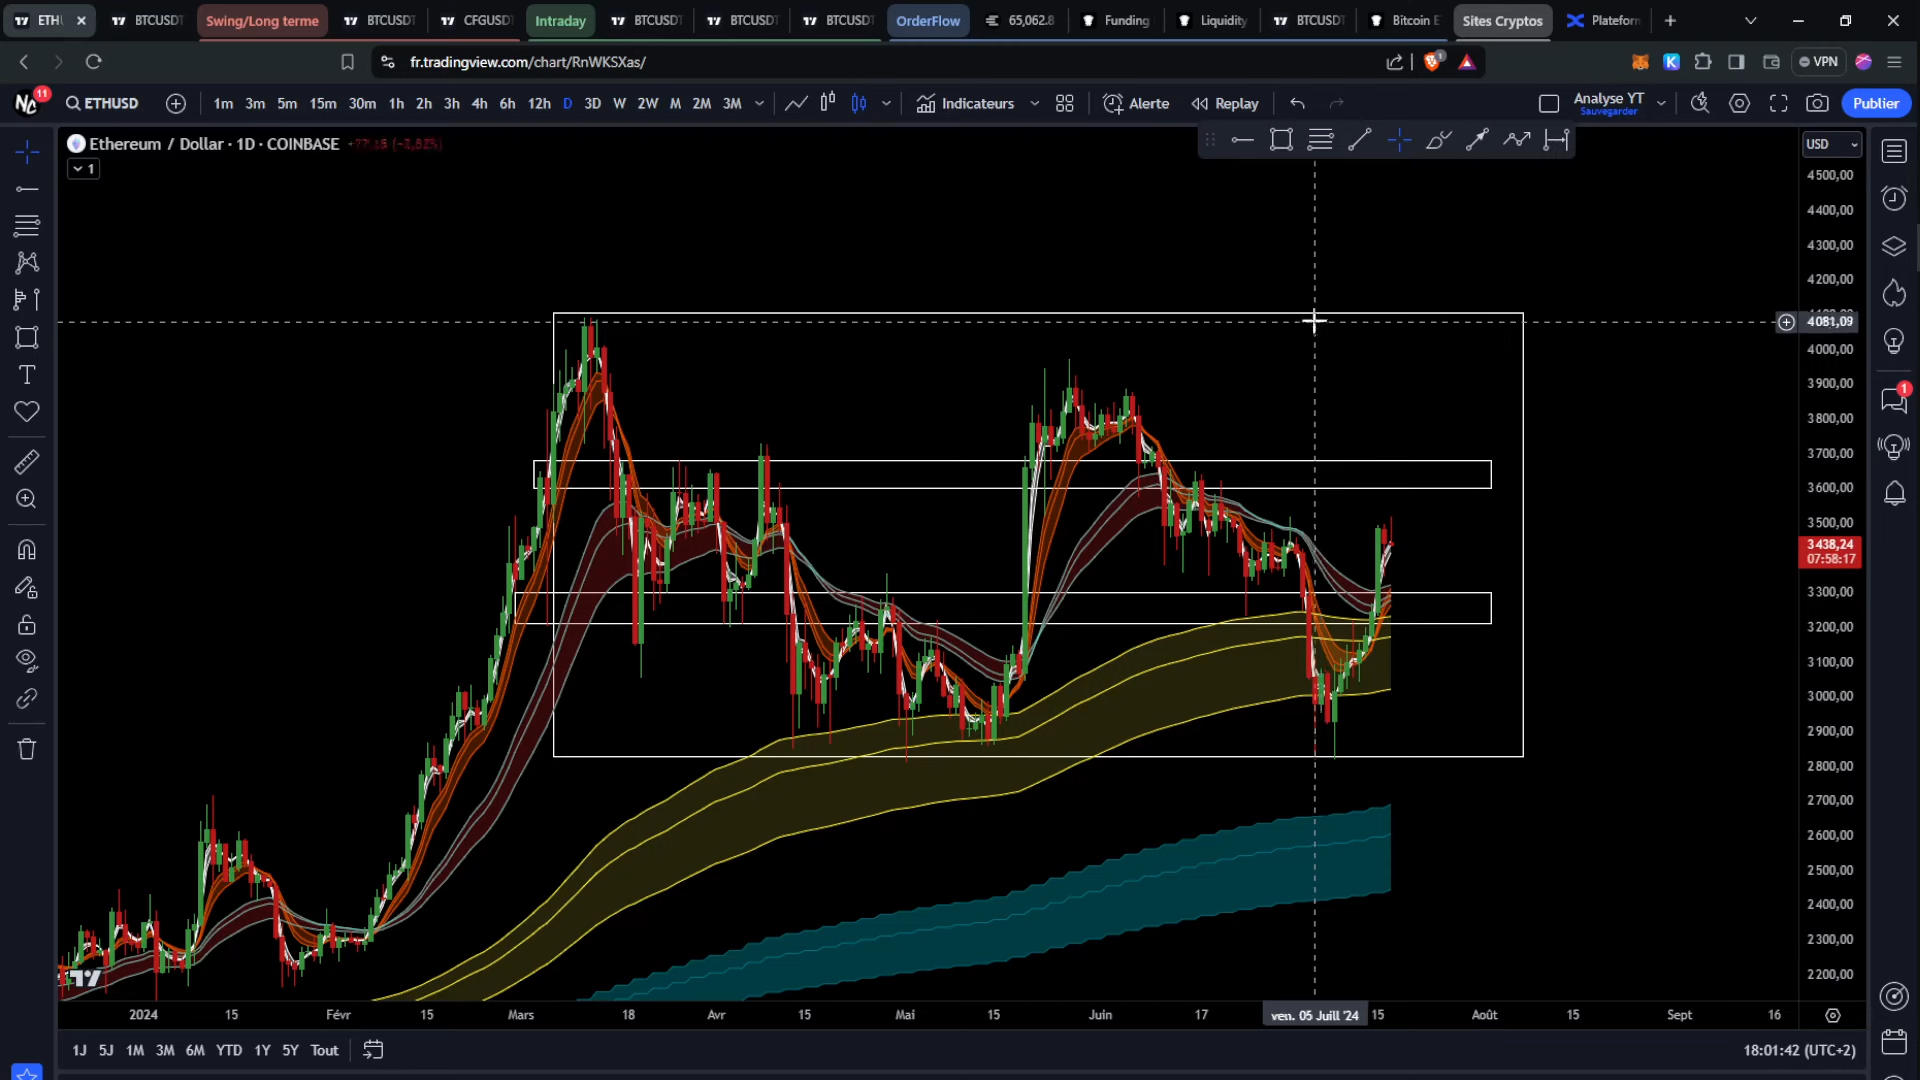 ETH
BTCUSDT
Swing/Long terme
BTCUSDT
CFGUSDT
Intraday
BTCUSDT
BTCUSDT
BTCUSDT
OrderFlow
65,062.8
Funding
Liquidity
BTCUSDT
Bitcoin E
Sites Cryptos
Plateform
fr.tradingview.com/chart/RnWKSXas/
1
VPN
11
ETHUSD
1m 3m 5m 15m 30m 1h 2h 3h 4h 6h 12h D 3D W 2W M 2M 3M
Indicateurs
Alerte
Replay
Analyse YT
Sauvegarder
Publier
Ethereum / Dollar · 1D · COINBASE
1
USD
4500,00
4400,00
4300,00
4200,00
4081,09
4000,00
3900,00
3800,00
3700,00
3600,00
3500,00
3438,24
07:58:17
3300,00
3200,00
3100,00
3000,00
2900,00
2800,00
2700,00
2600,00
2500,00
2400,00
2300,00
2200,00
1
2024 15 Févr 15 Mars 18 Avr 15 Mai 15 Juin 17 ven. 05 Juill '24 15 Août 15 Sept 16
1J 5J 1M 3M 6M YTD 1Y 5Y Tout
18:01:42 (UTC+2)